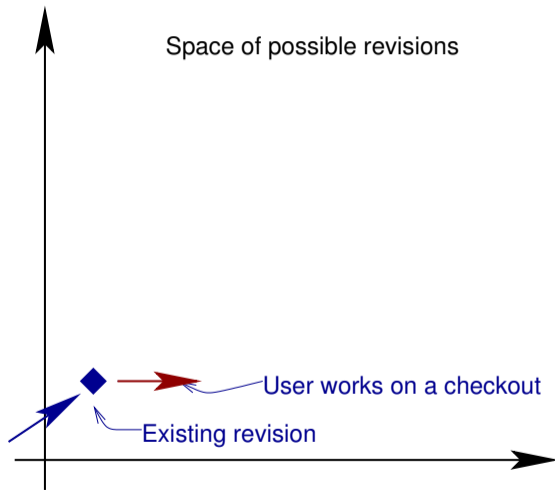 Space of possible revisions
User works on a checkout
Existing revision